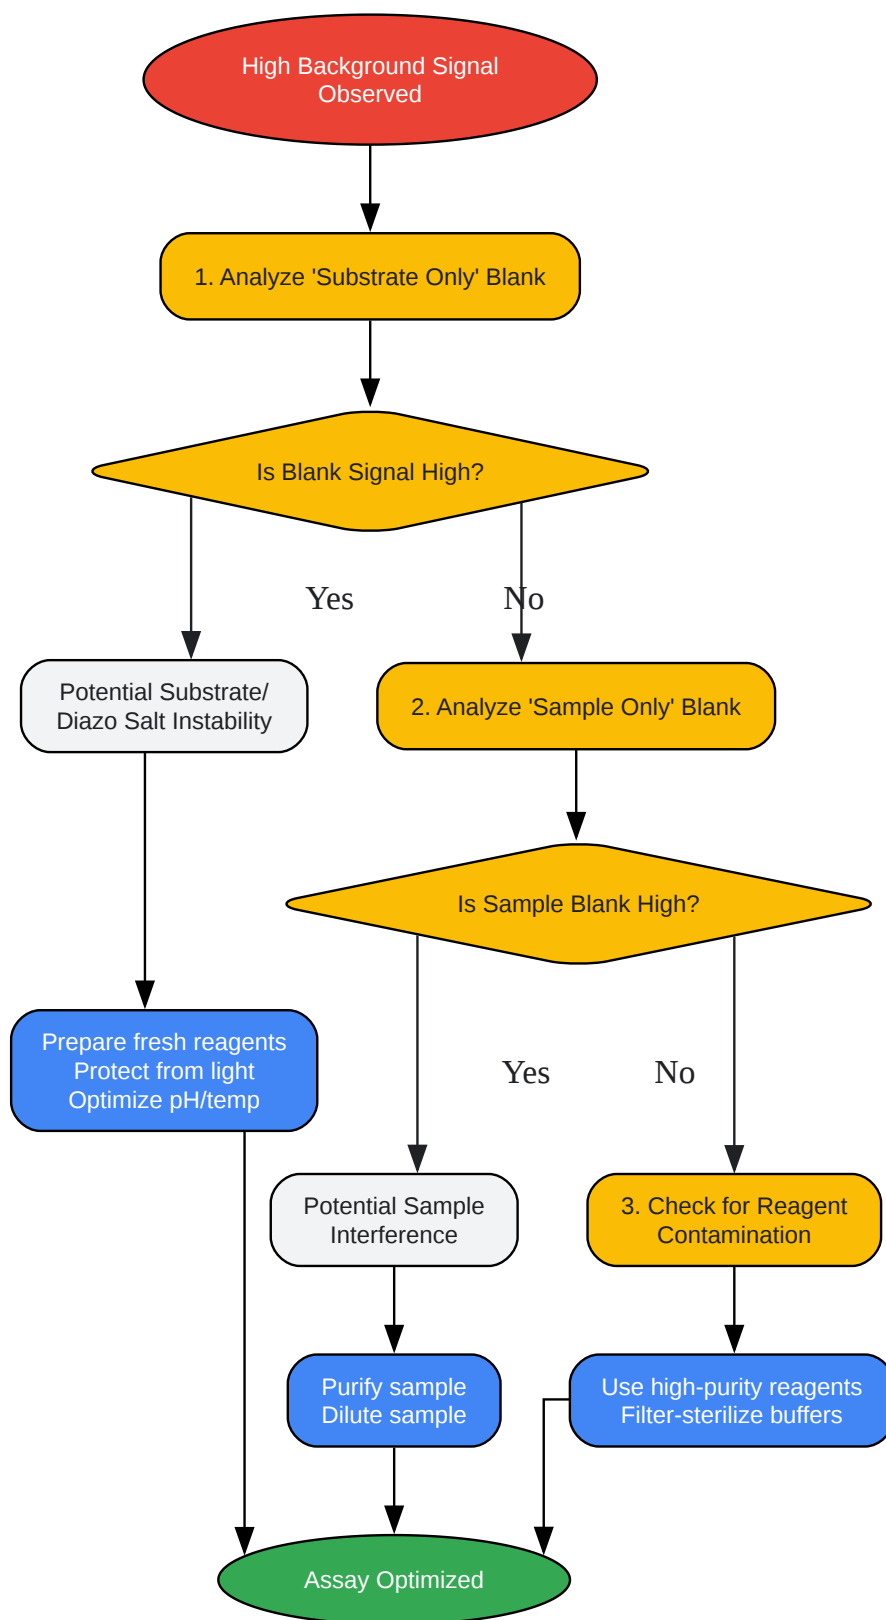 High Background Signal
Observed
1. Analyze 'Substrate Only' Blank
Is Blank Signal High?
Yes
No
Potential Substrate/
Diazo Salt Instability
2. Analyze 'Sample Only' Blank
Is Sample Blank High?
Prepare fresh reagents
Protect from light
Optimize pH/temp
Yes
No
Potential Sample
Interference
3. Check for Reagent
Contamination
Purify sample
Dilute sample
Use high-purity reagents
Filter-sterilize buffers
Assay Optimized